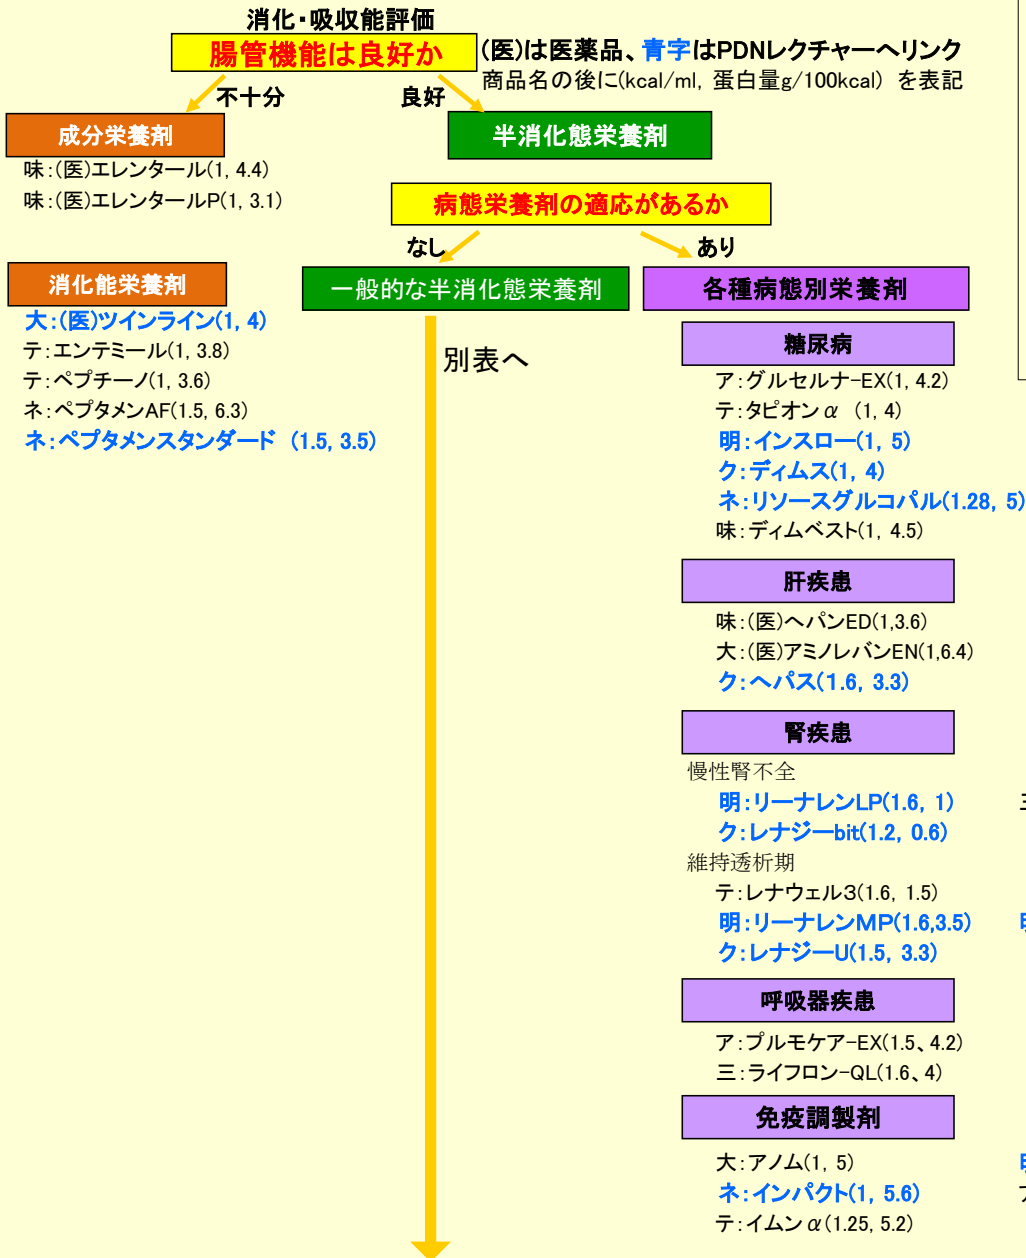 消化・吸収能評価
腸管機能は良好か
(医)は医薬品、青字はPDNレクチャーへリンク
商品名の後に(kcal/ml, 蛋白量g/100kcal) を表記
不十分
良好
成分栄養剤
半消化態栄養剤
味:(医)エレンタール(1, 4.4)
味:(医)エレンタールP(1, 3.1)
病態栄養剤の適応があるか
なし
あり
消化能栄養剤
一般的な半消化態栄養剤
各種病態別栄養剤
大:(医)ツインライン(1, 4)
テ:エンテミール(1, 3.8)
テ:ペプチーノ(1, 3.6)
ネ:ペプタメンAF(1.5, 6.3)
ネ:ペプタメンスタンダード (1.5, 3.5)
別表へ
糖尿病
ア:グルセルナ-EX(1, 4.2)
テ:タピオンα (1, 4)
明:インスロー(1, 5)
ク:ディムス(1, 4)
ネ:リソースグルコパル(1.28, 5)
味:ディムベスト(1, 4.5)
肝疾患
味:(医)ヘパンED(1,3.6)
大:(医)アミノレバンEN(1,6.4)
ク:ヘパス(1.6, 3.3)
腎疾患
慢性腎不全
明:リーナレンLP(1.6, 1)
ク:レナジーbit(1.2, 0.6)
維持透析期
テ:レナウェル3(1.6, 1.5)
明:リーナレンMP(1.6,3.5)
ク:レナジーU(1.5, 3.3)
呼吸器疾患
ア:プルモケア-EX(1.5、4.2)
三:ライフロン-QL(1.6、4)
免疫調製剤
大:アノム(1, 5)
ネ:インパクト(1, 5.6)
テ:イムンα(1.25, 5.2)